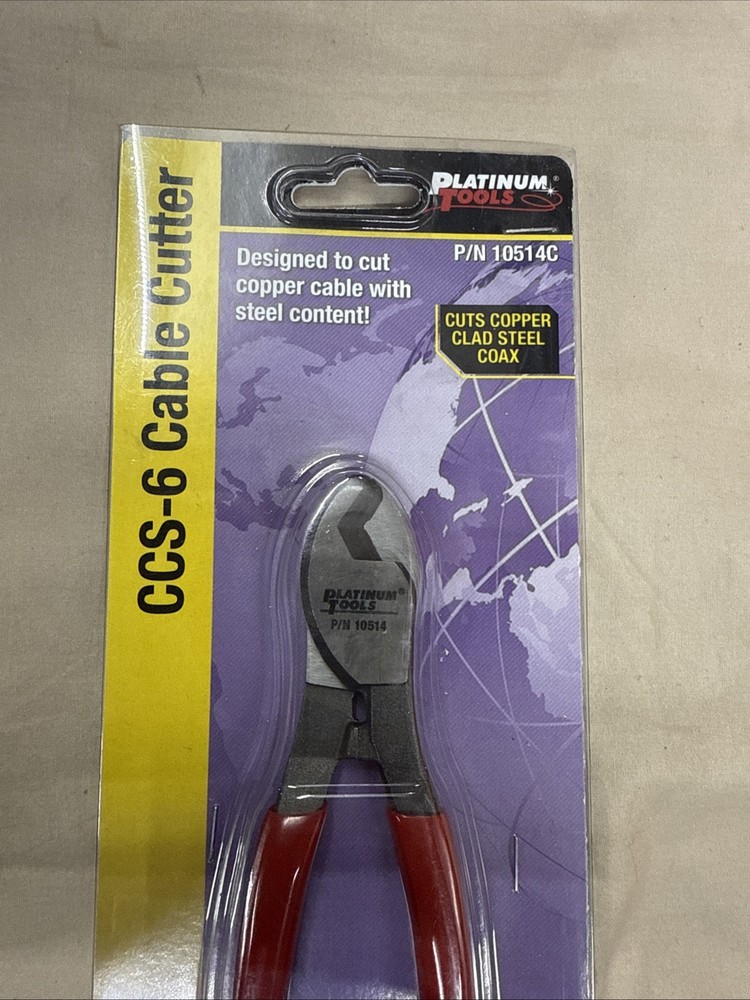 PLATINUM®
TOOLS
P/N 10514C
Designed to cut
copper cable with
steel content!
CUTS COPPER
CLAD STEEL
COAX
CCS-6 Cable Cutter
PLATINUM®
TOOLS
P/N 10514